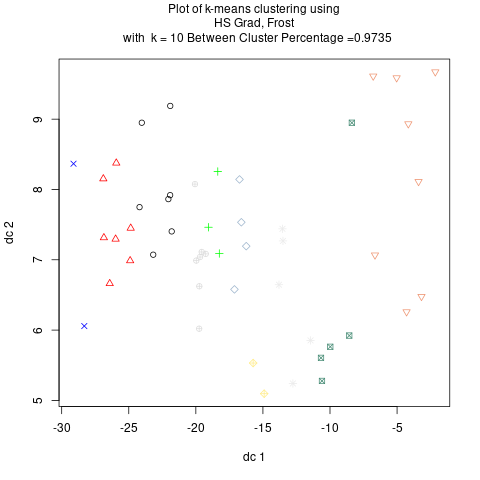 Plot of k-means clustering using
HS Grad, Frost
with k = 10 Between Cluster Percentage =0.9735
dc 2
9
8
7
6
5
-30 -25 -20 -15 -10 -5
dc 1